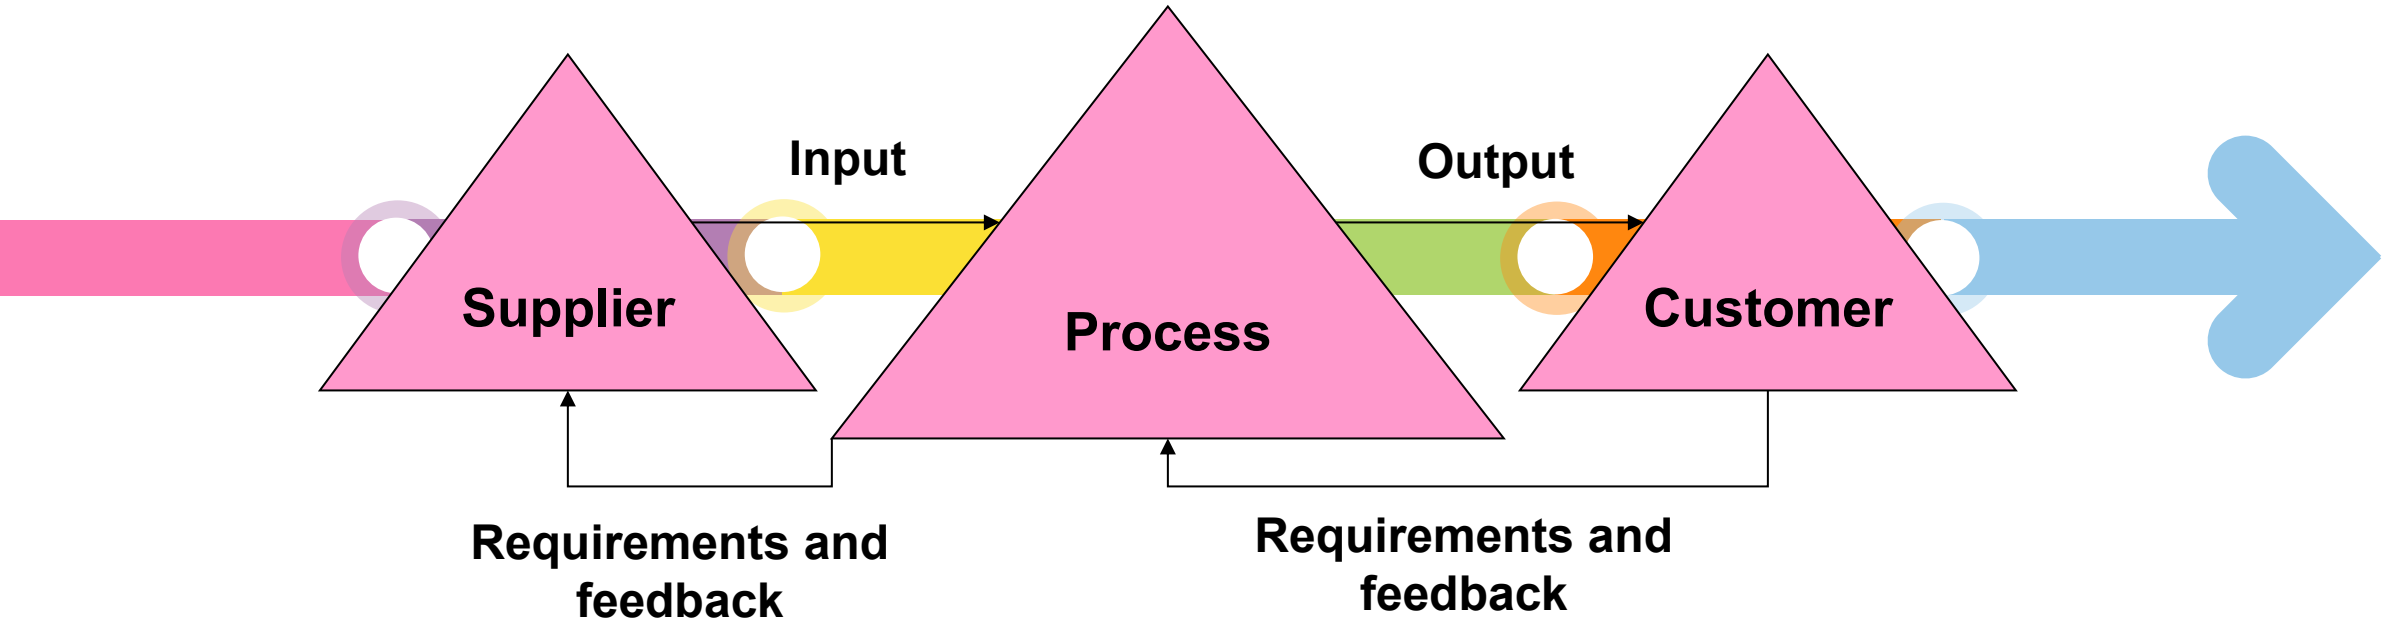 Input
Output
Supplier
Process
Customer
Requirements and
feedback
Requirements and
feedback